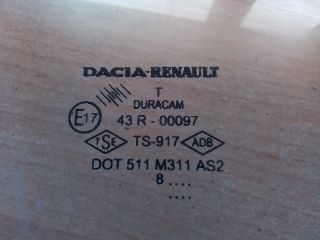 DACIA-RENAULT
T
DURACAM
E17 43 R - 00097
TSE TS-917 ADB
DOT 511 M311 AS2
8 ....
....